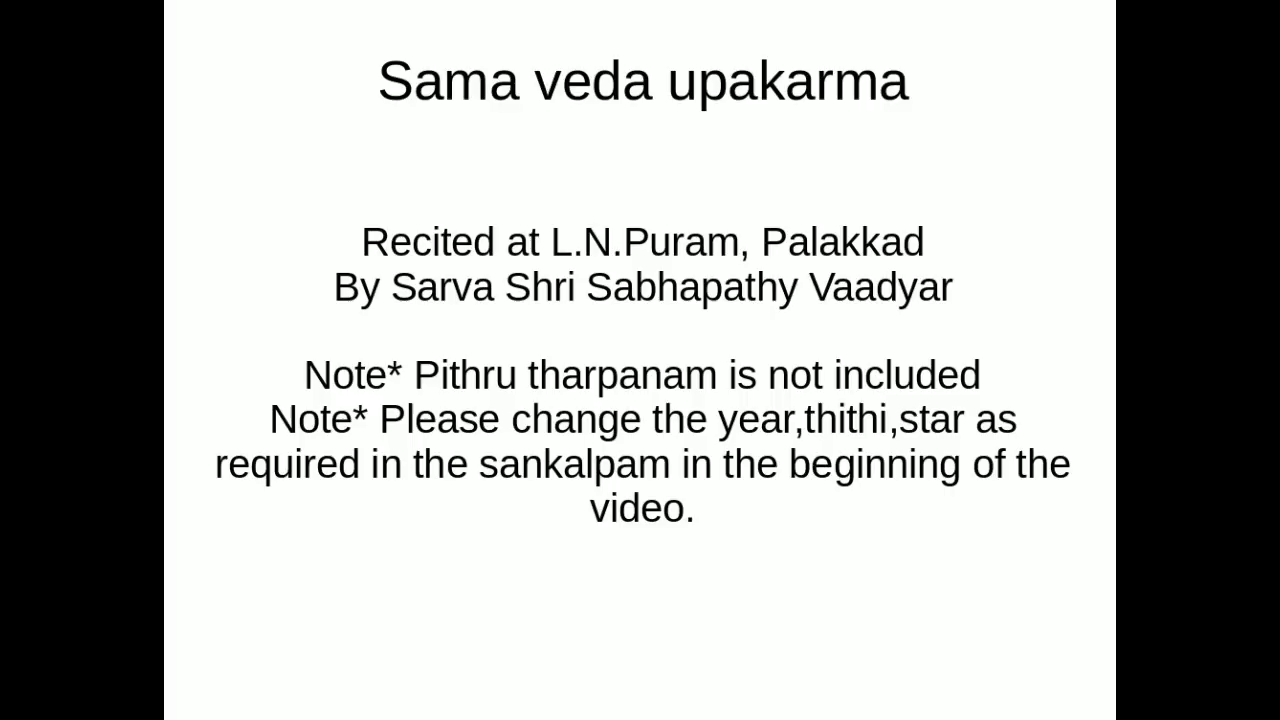 Sama veda upakarma
Recited at L.N.Puram, Palakkad
By Sarva Shri Sabhapathy Vaadyar
Note* Pithru tharpanam is not included
Note* Please change the year,thithi,star as
required in the sankalpam in the beginning of the
video.